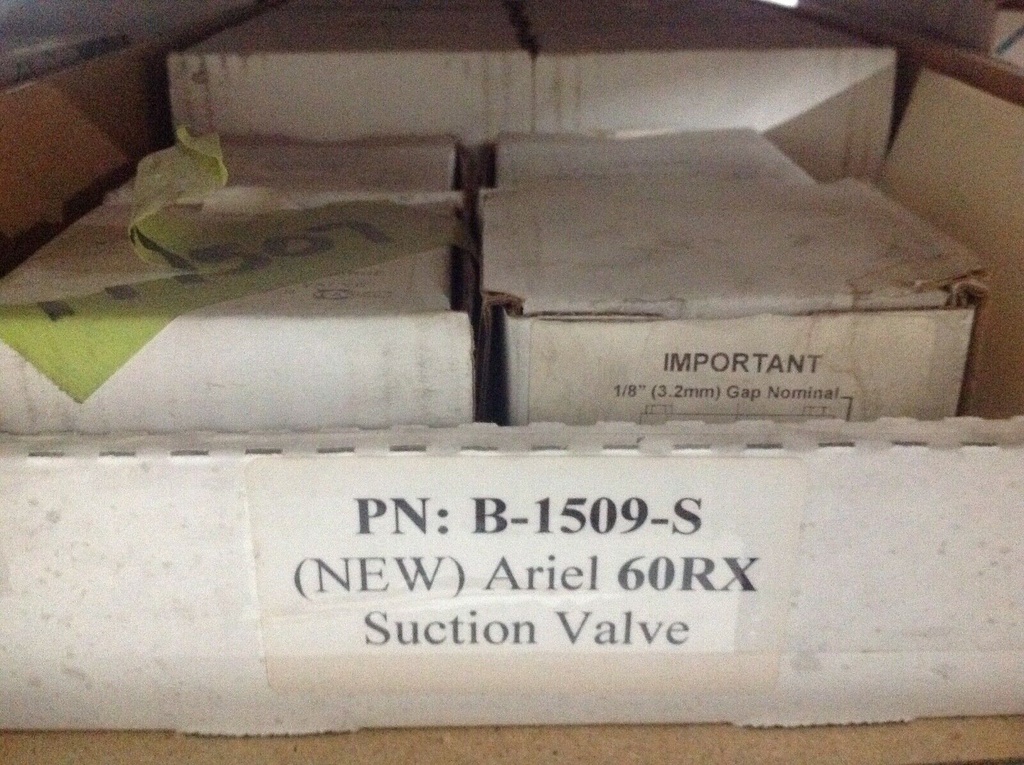 IMPORTANT
1/8" (3.2mm) Gap Nominal
PN: B-1509-S
(NEW) Ariel 60RX
Suction Valve